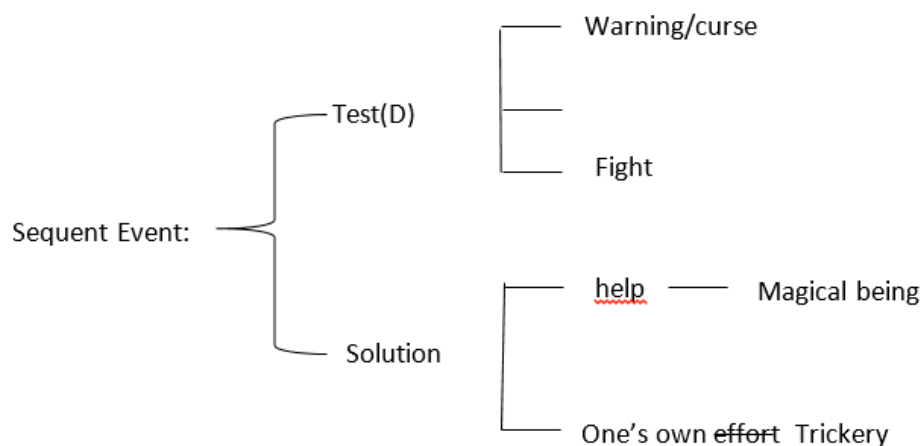 Warning/curse
Test(D)
Fight
Sequent Event:
help
Magical being
Solution
One's own effort Trickery